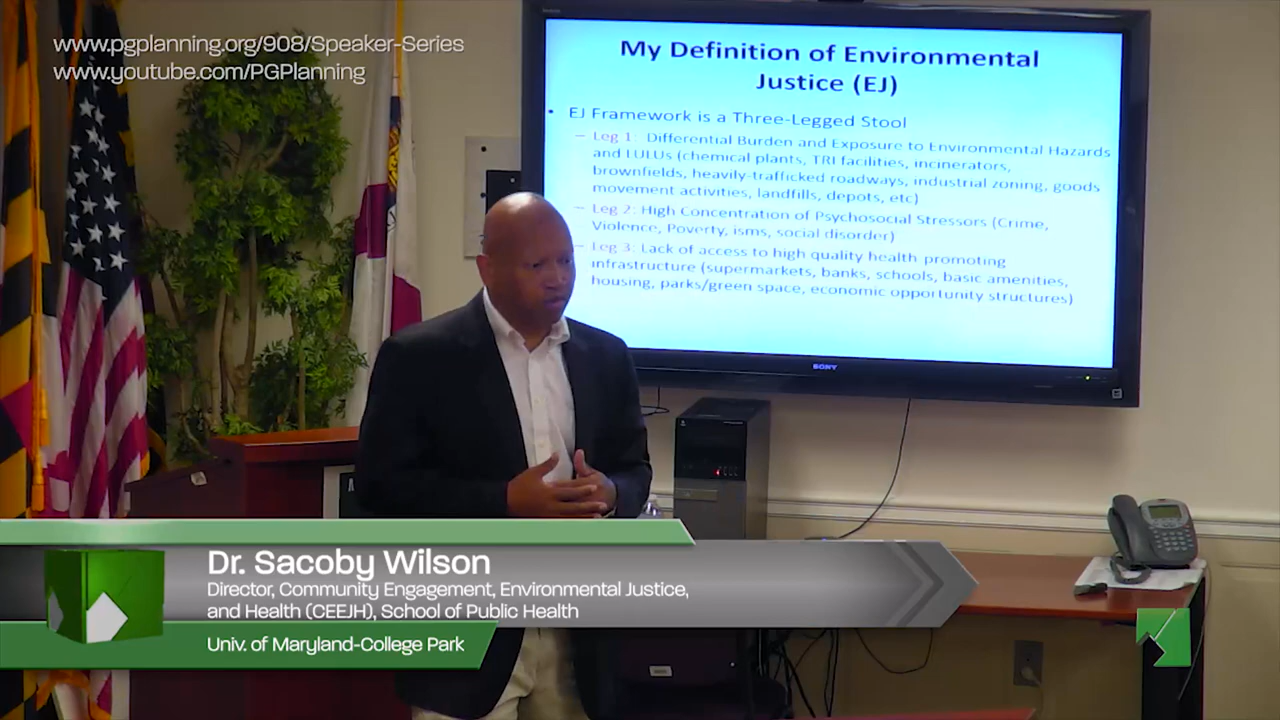 www.pgplanning.org/908/Speaker-Series
www.youtube.com/PGPlanning
My Definition of Environmental
Justice (EJ)
• EJ Framework is a Three-Legged Stool
– Leg 1: Differential Burden and Exposure to Environmental Hazards
and LULUs (chemical plants, TRI facilities, incinerators,
brownfields, heavily-trafficked roadways, industrial zoning, goods
movement activities, landfills, depots, etc)
– Leg 2: High Concentration of Psychosocial Stressors (Crime,
Violence, Poverty, isms, social disorder)
– Leg 3: Lack of access to high quality health promoting
infrastructure (supermarkets, banks, schools, basic amenities,
housing, parks/green space, economic opportunity structures)
SONY
Dr. Sacoby Wilson
Director, Community Engagement, Environmental Justice,
and Health (CEEJH), School of Public Health
Univ. of Maryland-College Park